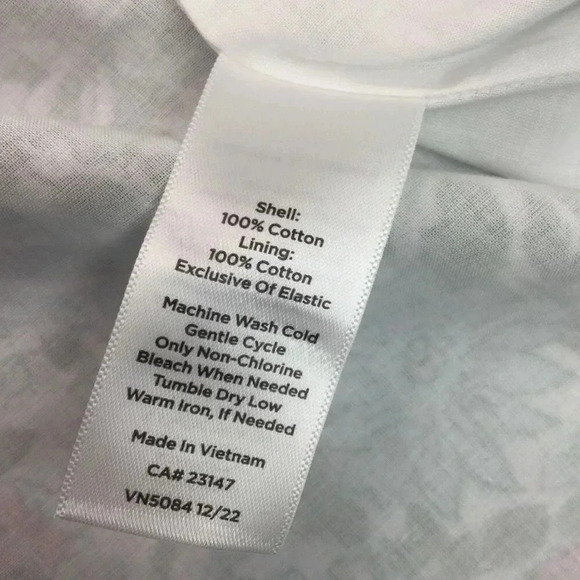 Shell:
100% Cotton
Lining:
100% Cotton
Exclusive Of Elastic
Machine Wash Cold
Gentle Cycle
Only Non-Chlorine
Bleach When Needed
Tumble Dry Low
Warm Iron, If Needed
Made In Vietnam
CA# 23147
VN5084 12/22